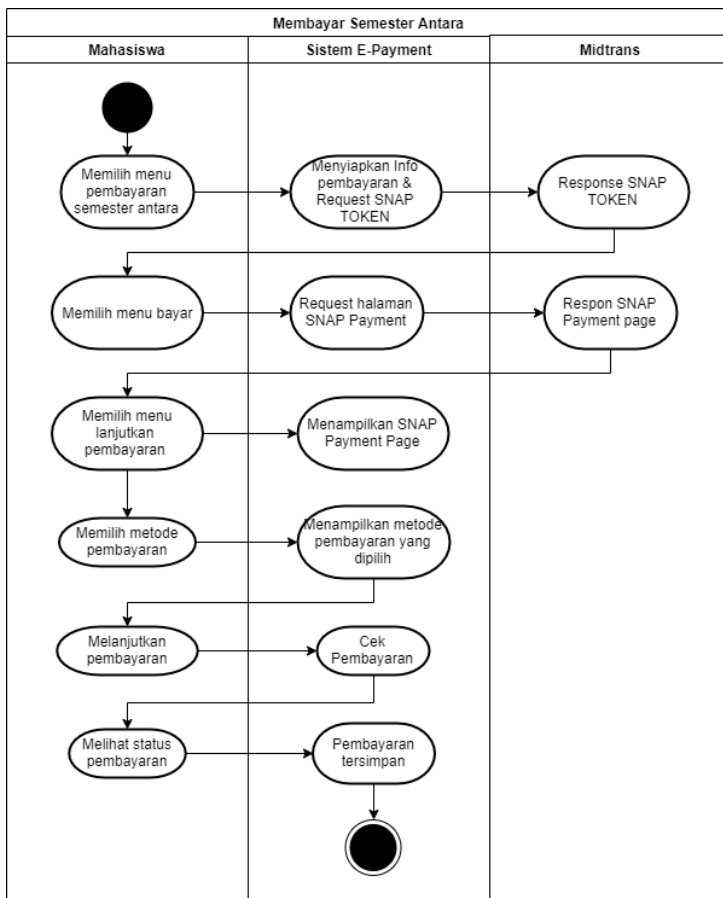 Membayar Semester Antara
Mahasiswa
Sistem E-Payment
Midtrans
Memilih menu
pembayaran
semester antara
Menyiapkan Info
pembayaran &
Request SNAP
TOKEN
Response SNAP
TOKEN
Memilih menu bayar
Request halaman
SNAP Payment
Respon SNAP
Payment page
Memilih menu
lanjutkan
pembayaran
Menampilkan SNAP
Payment Page
Memilih metode
pembayaran
Menampilkan metode
pembayaran yang
dipilih
Melanjutkan
pembayaran
Cek
Pembayaran
Melihat status
pembayaran
Pembayaran
tersimpan